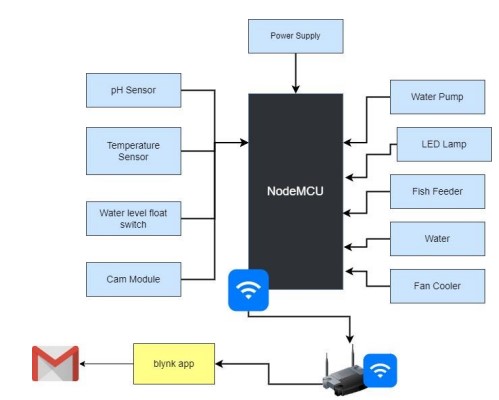 Power Supply
pH Sensor
Temperature
Sensor
Water level float
switch
Cam Module
NodeMCU
Water Pump
LED Lamp
Fish Feeder
Water
Fan Cooler
blynk app